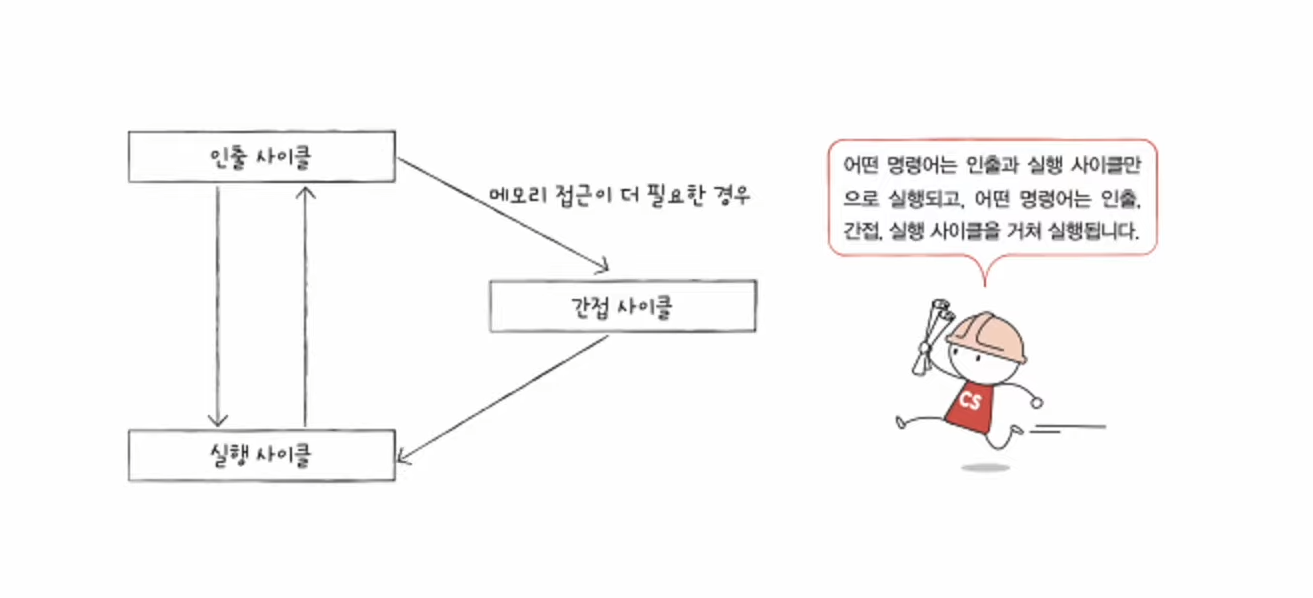 인출 사이클
메모리 접근이 더 필요한 경우
간접 사이클
실행 사이클
어떤 명령어는 인출과 실행 사이클만
으로 실행되고, 어떤 명령어는 인출,
간접, 실행 사이클을 거쳐 실행됩니다.
CS